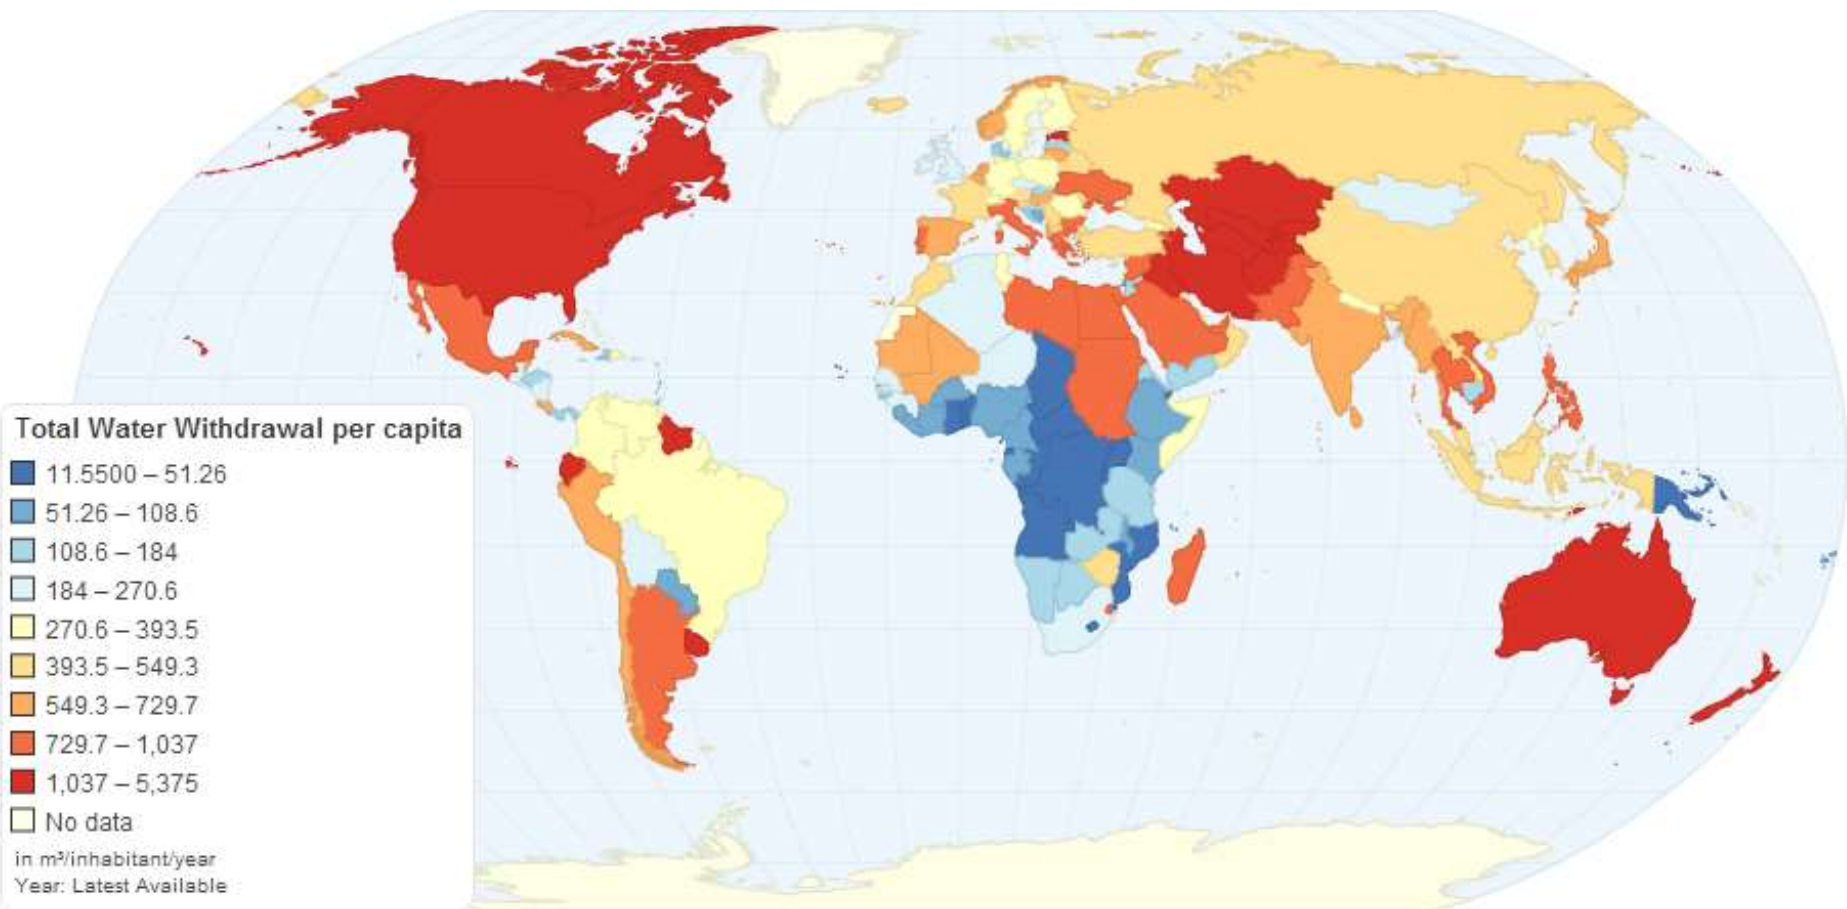 Total Water Withdrawal per capita
11.5500 – 51.26
51.26 – 108.6
108.6 – 184
184 – 270.6
270.6 – 393.5
393.5 – 549.3
549.3 – 729.7
729.7 – 1,037
1,037 – 5,375
No data
in m³/inhabitant/year
Year: Latest Available